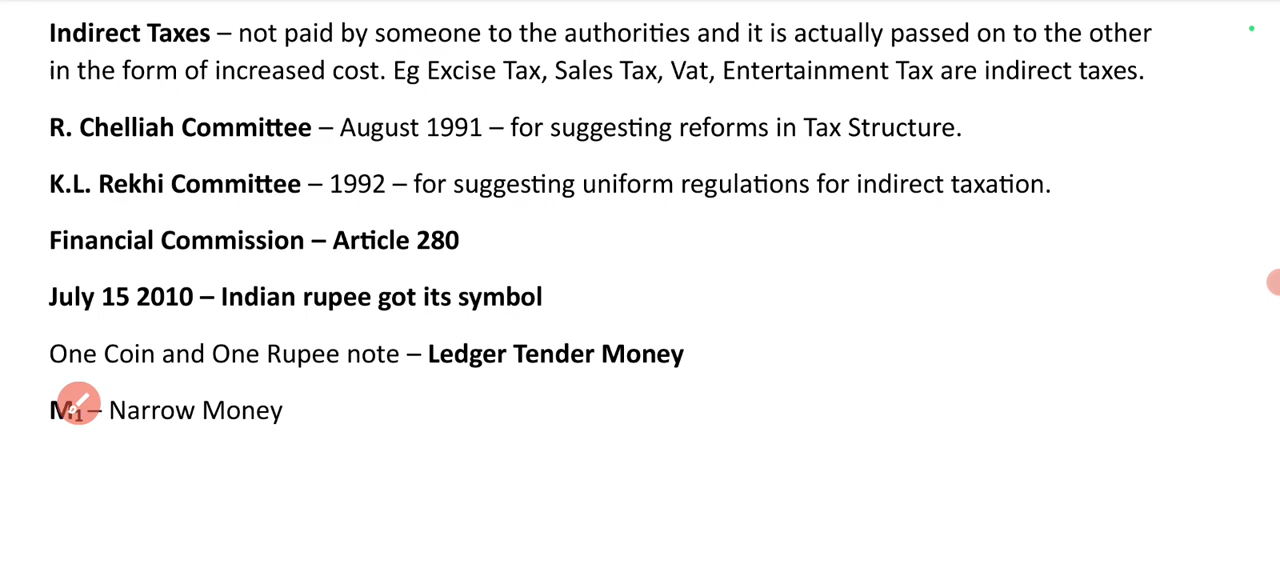 Indirect Taxes – not paid by someone to the authorities and it is actually passed on to the other
in the form of increased cost. Eg Excise Tax, Sales Tax, Vat, Entertainment Tax are indirect taxes.
R. Chelliah Committee – August 1991 – for suggesting reforms in Tax Structure.
K.L. Rekhi Committee – 1992 – for suggesting uniform regulations for indirect taxation.
Financial Commission – Article 280
July 15 2010 – Indian rupee got its symbol
One Coin and One Rupee note – Ledger Tender Money
M₁ – Narrow Money